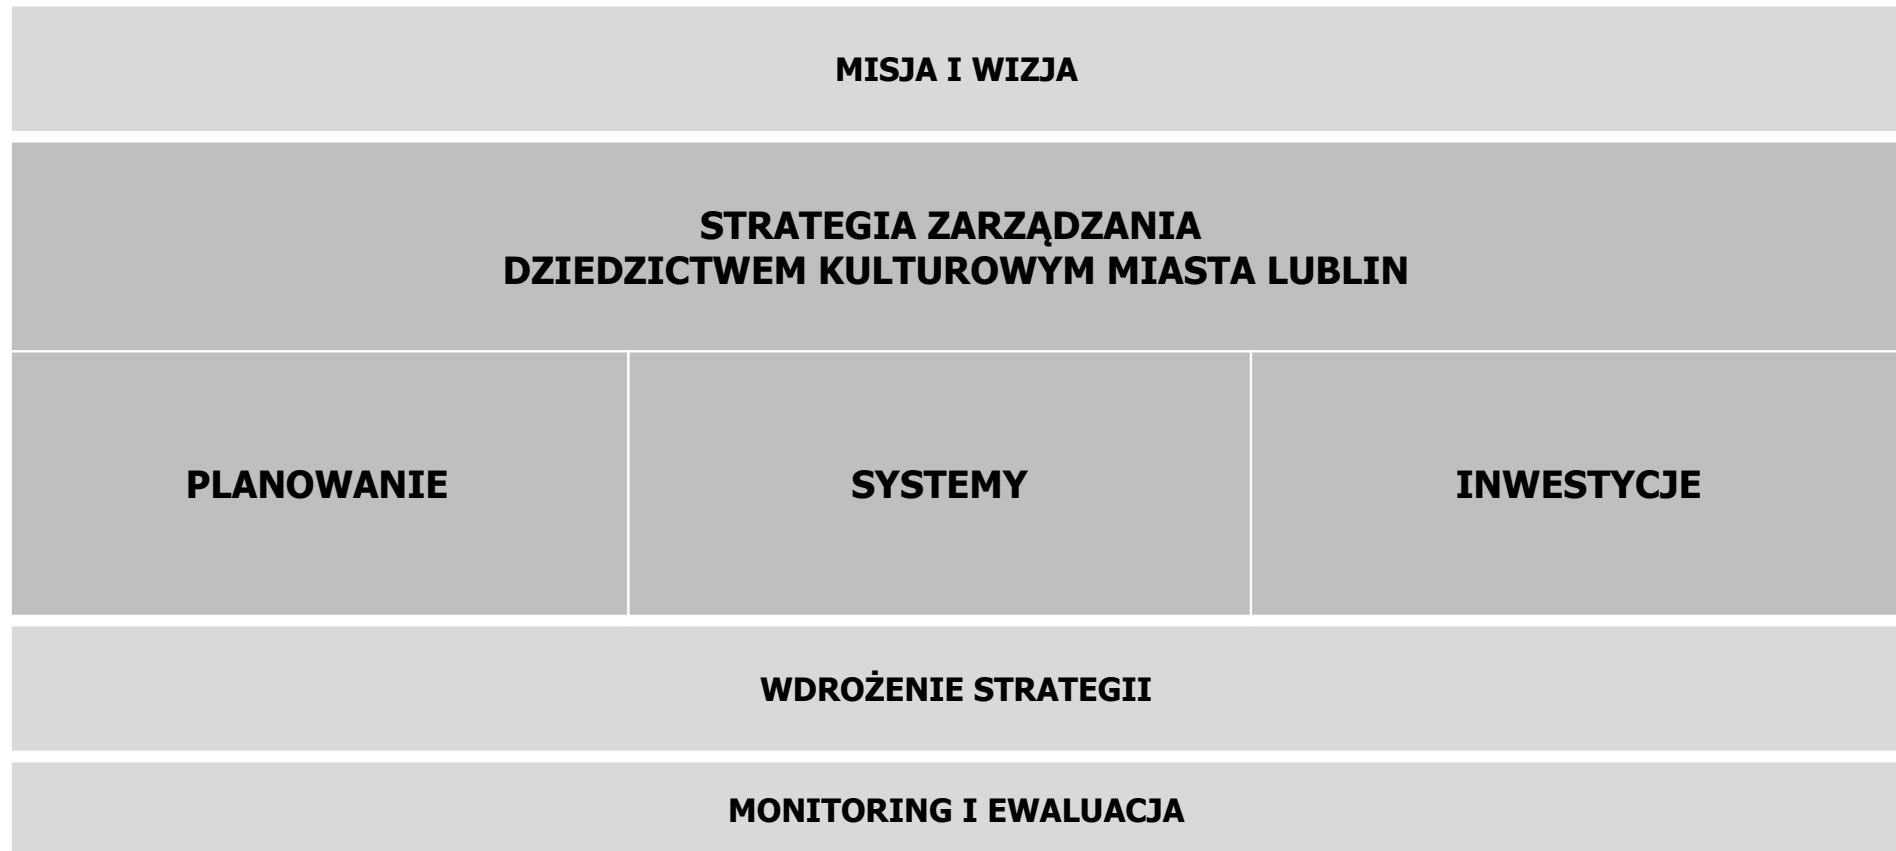 MISJA I WIZJA
STRATEGIA ZARZĄDZANIA
DZIEDZICTWEM KULTUROWYM MIASTA LUBLIN
PLANOWANIE
SYSTEMY
INWESTYCJE
WDROŻENIE STRATEGII
MONITORING I EWALUACJA